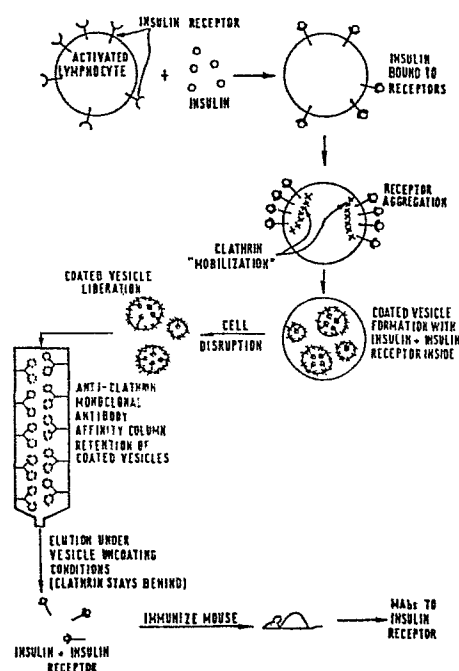 INSULIN RECEPTOR
ACTIVATED
LYMPHOCYTE
+
INSULIN
INSULIN
BOUND TO
RECEPTORS
RECEPTOR
AGGREGATION
CLATHRIN
"MOBILIZATION"
COATED VESICLE
LIBERATION
CELL
DISRUPTION
COATED VESICLE
FORMATION WITH
INSULIN + INSULIN
RECEPTOR INSIDE
ANTI-CLATHRIN
MONOCLONAL
ANTIBODY
AFFINITY COLUMN
RETENTION OF
COATED VESICLES
ELUTION UNDER
VESICLE UNCOATING
CONDITIONS
(CLATHRIN STAYS BEHIND)
IMMUNIZE MOUSE
MAbs TO
INSULIN
RECEPTOR
INSULIN + INSULIN
RECEPTOR